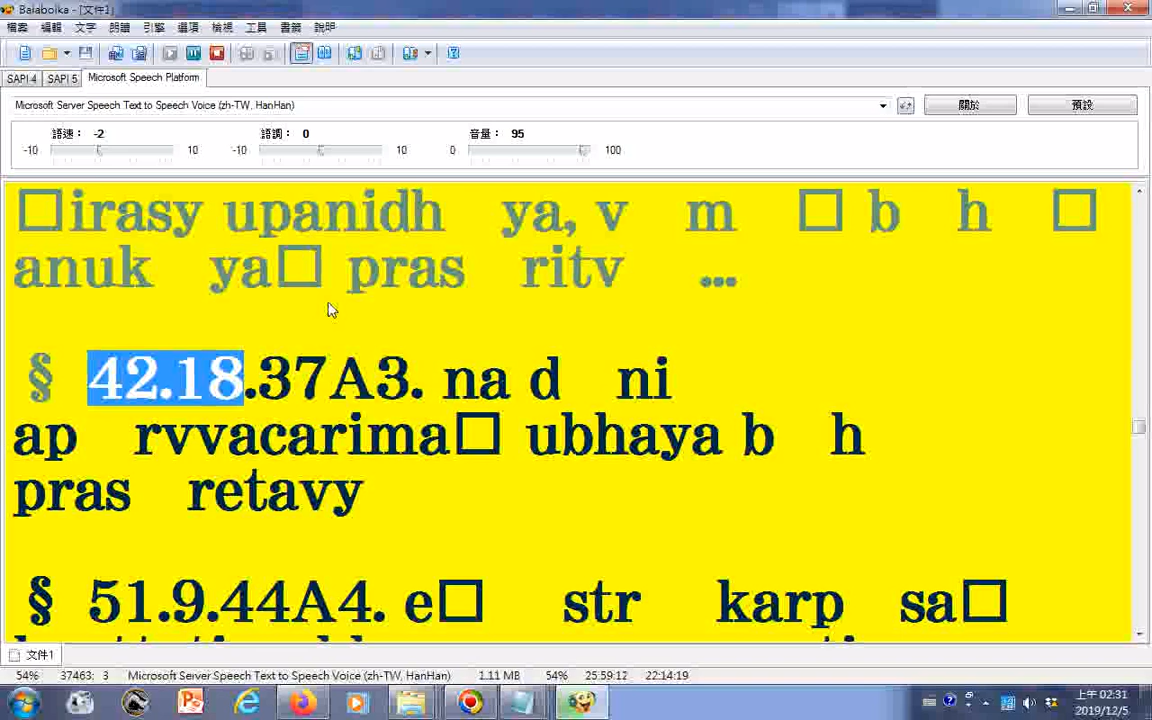 Balabolka - [文件1]
檔案 編輯 文字 朗讀 引擎 選項 檢視 工具 書籤 說明
SAPI 4 SAPI 5 Microsoft Speech Platform
Microsoft Server Speech Text to Speech Voice (zh-TW, HanHan) 關於 預設
語速： -2 語調： 0 音量： 95
-10 10 -10 10 0 100
□irasy upanidh ya, v m □ b h □
anuk ya□ pras ritv ...
§ 42.18.37A3. na d ni
ap rvvacarima□ ubhaya b h
pras retavy
§ 51.9.44A4. e□ str karp sa□
文件1
54% 37463: 3 Microsoft Server Speech Text to Speech Voice (zh-TW, HanHan) 1.11 MB 54% 25:59:12 22:14:19
上午 02:31
2019/12/5